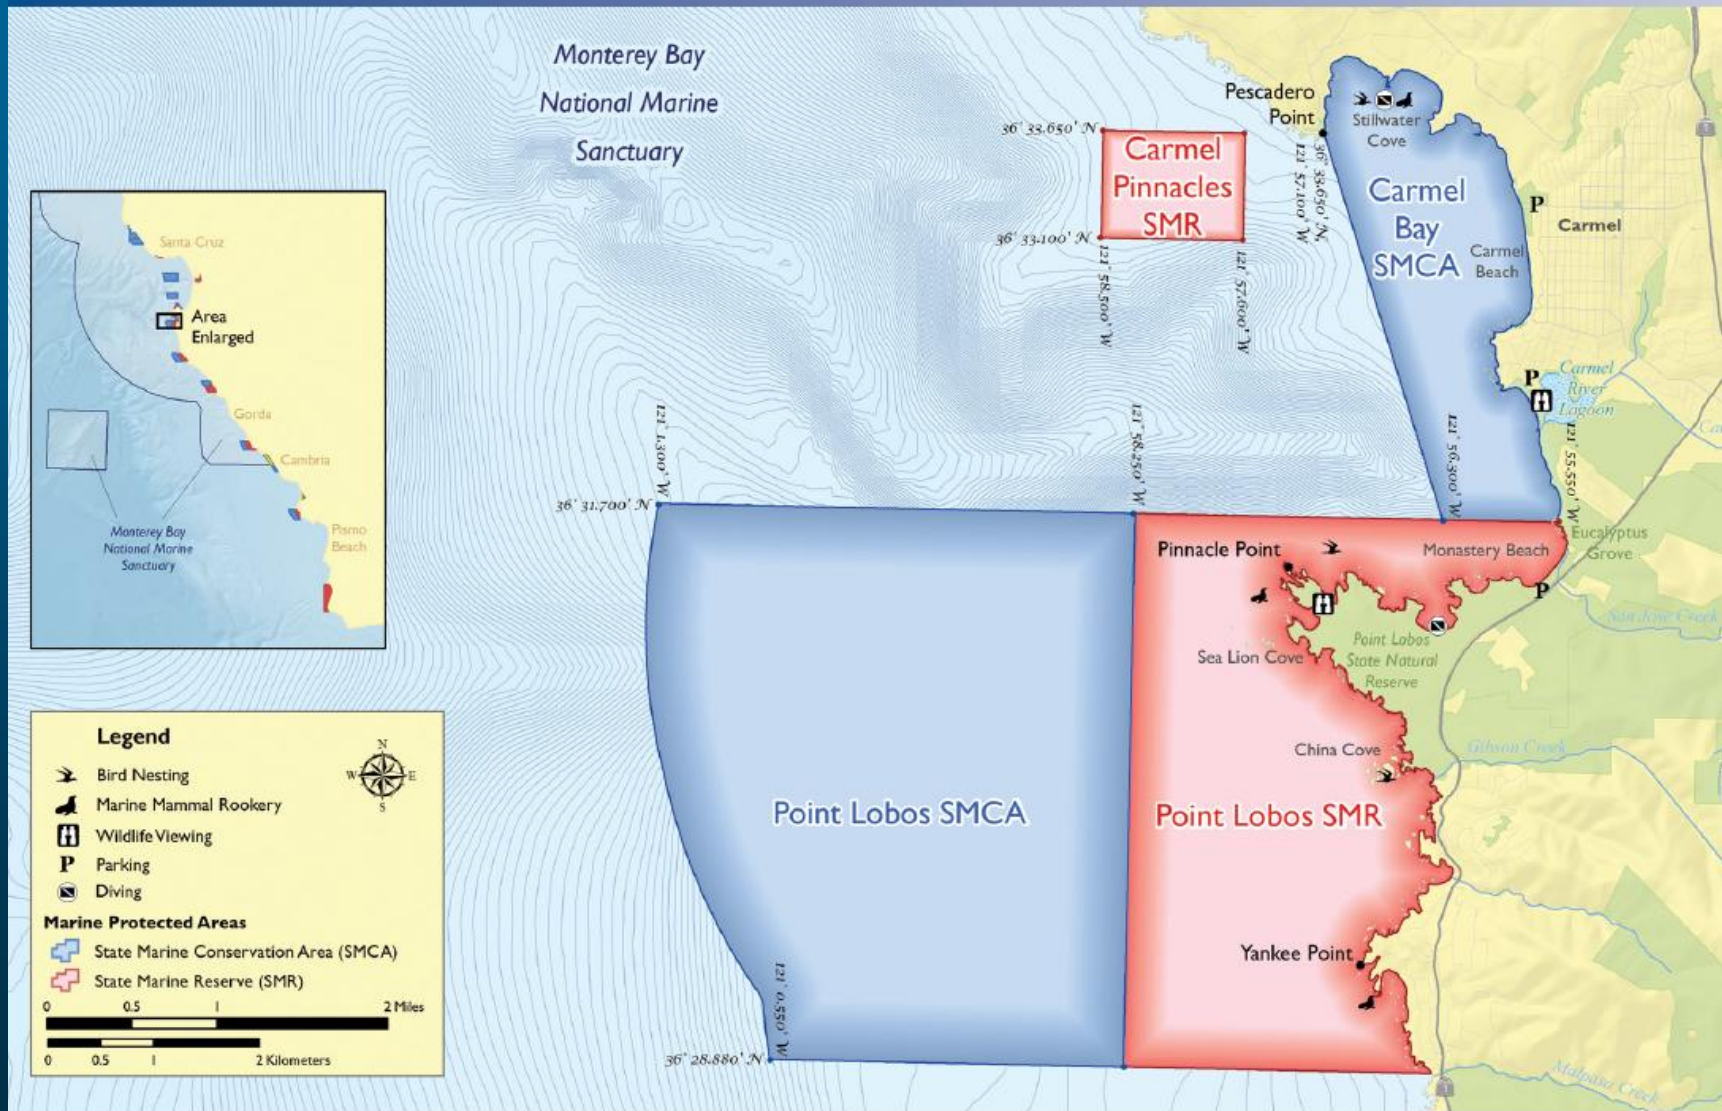 Monterey Bay
National Marine
Sanctuary
Pescadero
Point
Stillwater
Cove
36° 33.650' N
Carmel
Pinnacles
SMR
36° 33.100' N
121° 58.500' W
121° 57.600' W
121° 57.100' W
36° 33.650' N,
Carmel
Bay
SMCA
Carmel
Beach
P
Carmel
P
Carmel
River
Lagoon
1
Santa Cruz
Area
Enlarged
Gorda
Cambria
Pismo
Beach
Monterey Bay
National Marine
Sanctuary
121° 1.300' W
36° 31.700' N
121° 58.250' W
121° 56.300' W
121° 55.550' W
Pinnacle Point
Monastery Beach
Eucalyptus
Grove
P
San Jose Creek
Sea Lion Cove
Point Lobos
State Natural
Reserve
China Cove
Gibson Creek
Point Lobos SMCA
Point Lobos SMR
Yankee Point
121° 0.550' W
36° 28.880' N
Malpaso Creek
1
Legend
N
W E
S
Bird Nesting
Marine Mammal Rookery
Wildlife Viewing
P Parking
Diving
Marine Protected Areas
State Marine Conservation Area (SMCA)
State Marine Reserve (SMR)
0 0.5 1 2 Miles
0 0.5 1 2 Kilometers